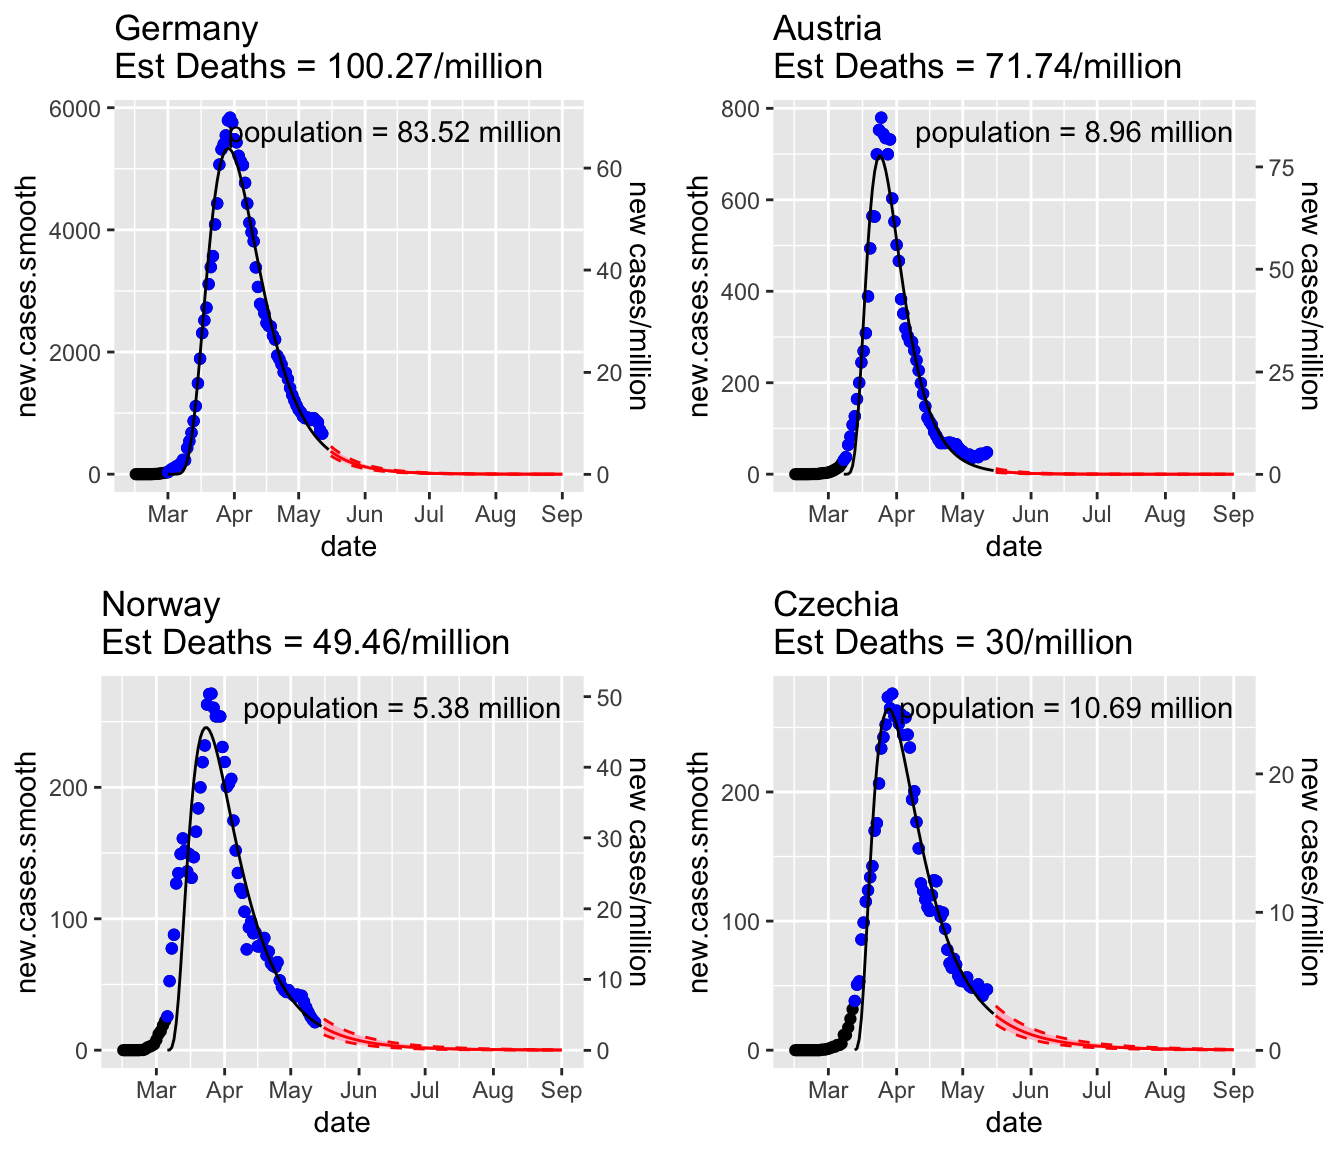 Germany
Est Deaths = 100.27/million
population = 83.52 million
6000
4000
2000
0
new.cases.smooth
60
40
20
0
new cases/million
Mar Apr May Jun Jul Aug Sep
date
Austria
Est Deaths = 71.74/million
population = 8.96 million
800
600
400
200
0
new.cases.smooth
75
50
25
0
new cases/million
Mar Apr May Jun Jul Aug Sep
date
Norway
Est Deaths = 49.46/million
population = 5.38 million
200
100
0
new.cases.smooth
50
40
30
20
10
0
new cases/million
Mar Apr May Jun Jul Aug Sep
date
Czechia
Est Deaths = 30/million
population = 10.69 million
200
100
0
new.cases.smooth
20
10
0
new cases/million
Mar Apr May Jun Jul Aug Sep
date